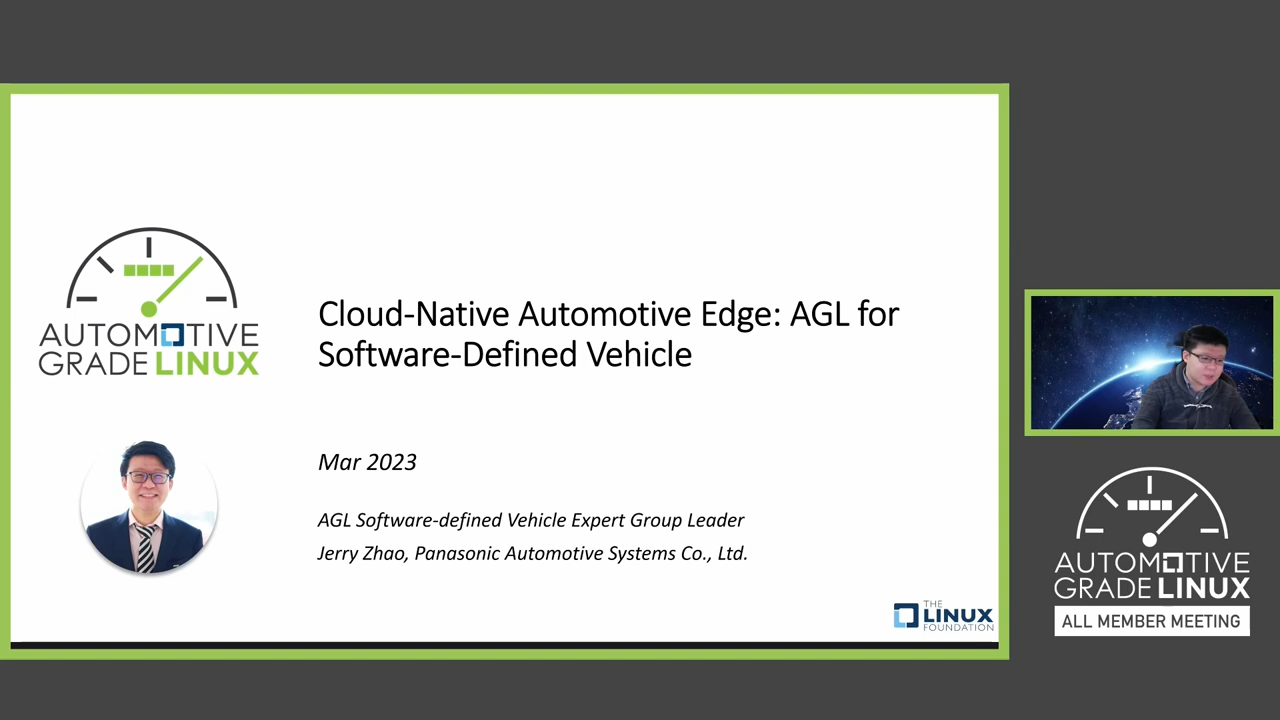 AUTOMOTIVE
GRADE LINUX
Cloud-Native Automotive Edge: AGL for
Software-Defined Vehicle
Mar 2023
AGL Software-defined Vehicle Expert Group Leader
Jerry Zhao, Panasonic Automotive Systems Co., Ltd.
THE
LINUX
FOUNDATION
AUTOMOTIVE
GRADE LINUX
ALL MEMBER MEETING